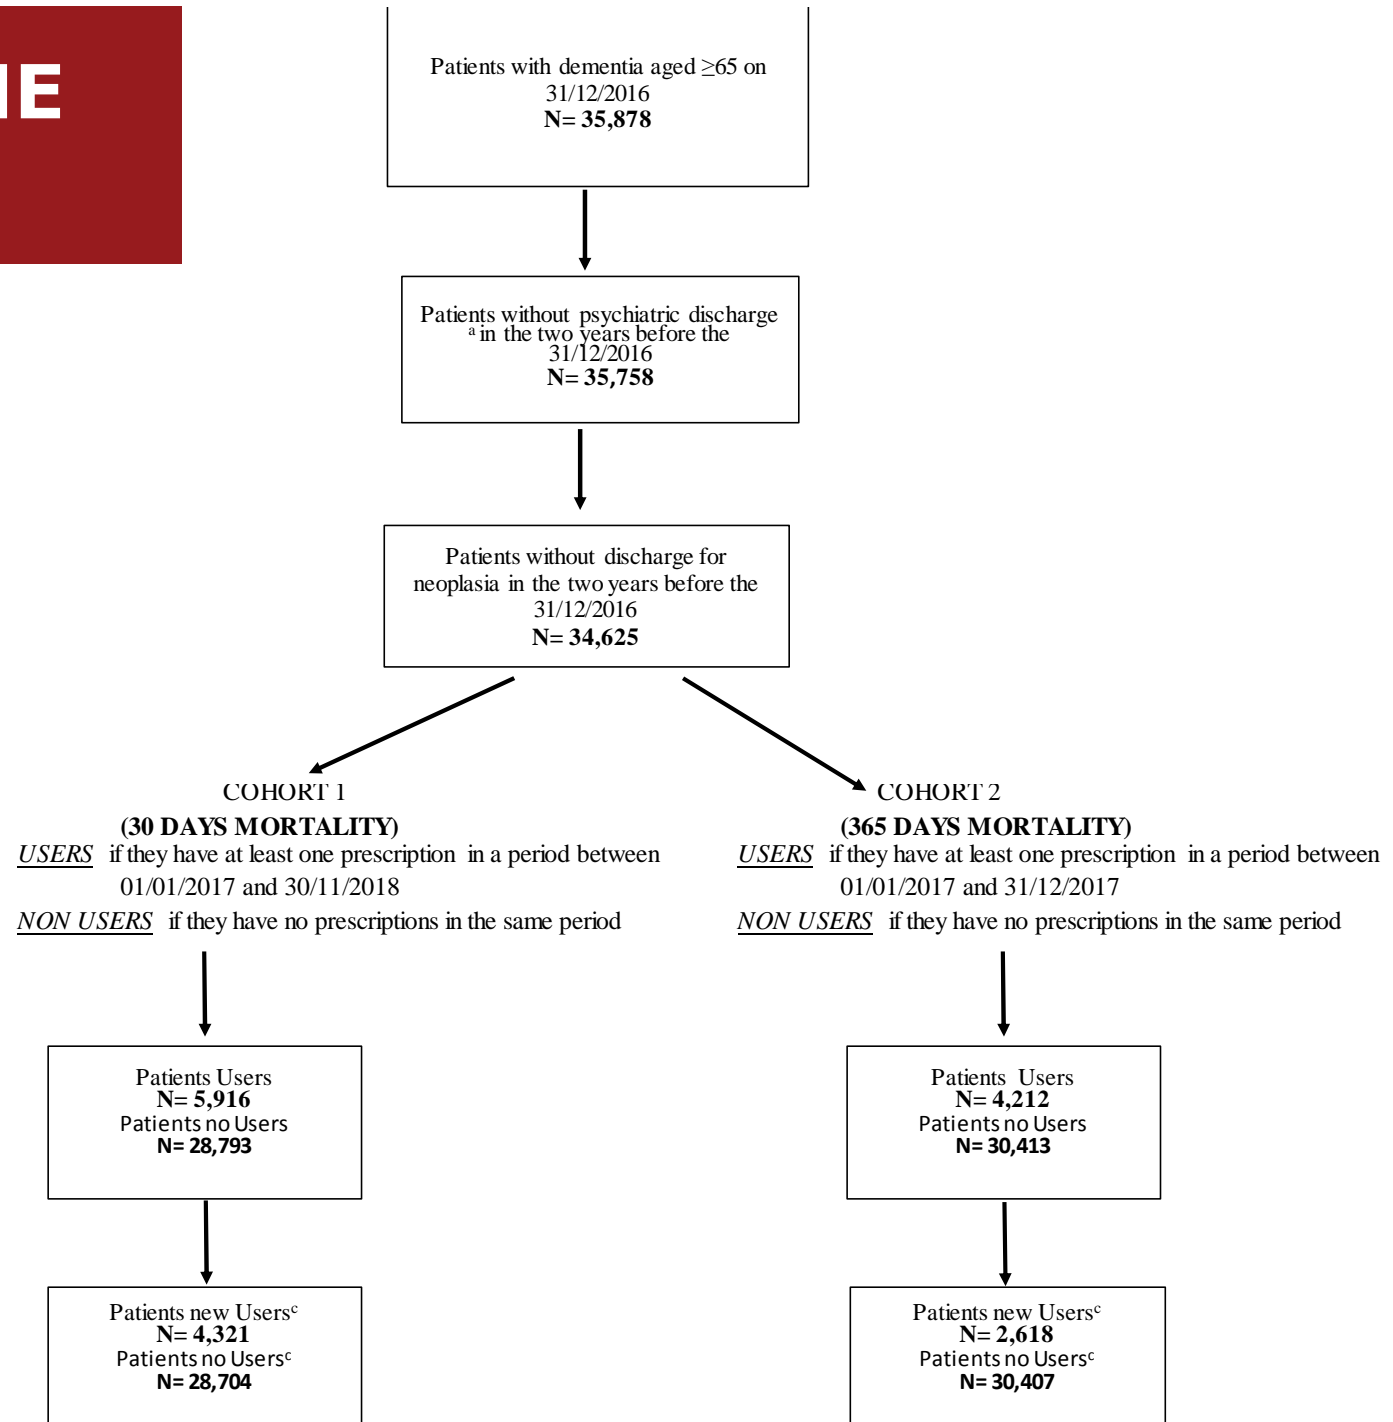 Patients with dementia aged ≥65 on
31/12/2016
N= 35,878
Patients without psychiatric discharge
ᵃ in the two years before the
31/12/2016
N= 35,758
Patients without discharge for
neoplasia in the two years before the
31/12/2016
N= 34,625
COHORT 1
(30 DAYS MORTALITY)
USERS if they have at least one prescription in a period between
01/01/2017 and 30/11/2018
NON USERS if they have no prescriptions in the same period
COHORT 2
(365 DAYS MORTALITY)
USERS if they have at least one prescription in a period between
01/01/2017 and 31/12/2017
NON USERS if they have no prescriptions in the same period
Patients Users
N= 5,916
Patients no Users
N= 28,793
Patients Users
N= 4,212
Patients no Users
N= 30,413
Patients new Usersᶜ
N= 4,321
Patients no Usersᶜ
N= 28,704
Patients new Usersᶜ
N= 2,618
Patients no Usersᶜ
N= 30,407